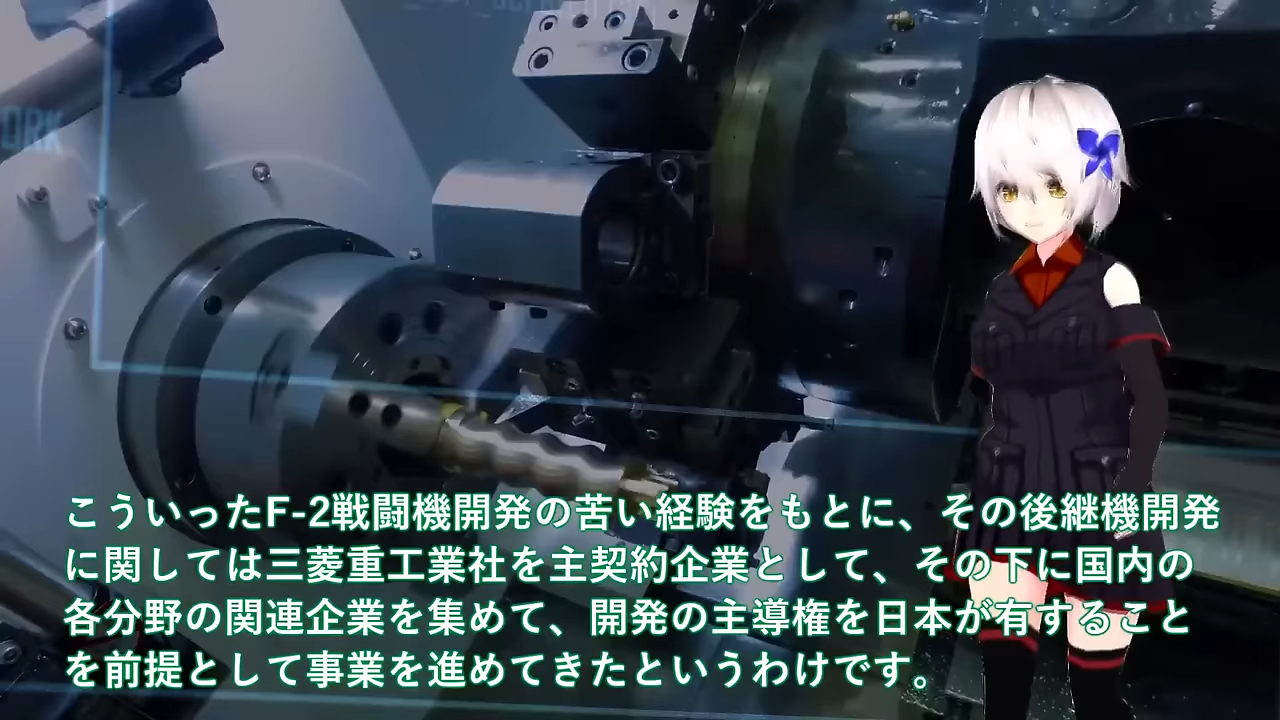 ORK
こういったF-2戦闘機開発の苦い経験をもとに、その後継機開発
に関しては三菱重工業社を主契約企業として、その下に国内の
各分野の関連企業を集めて、開発の主導権を日本が有すること
を前提として事業を進めてきたというわけです。